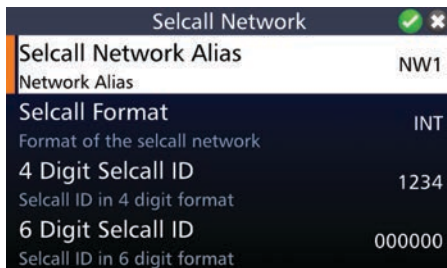 Selcall Network
Selcall Network Alias
NW1
Network Alias
Selcall Format
INT
Format of the selcall network
4 Digit Selcall ID
1234
Selcall ID in 4 digit format
6 Digit Selcall ID
000000
Selcall ID in 6 digit format